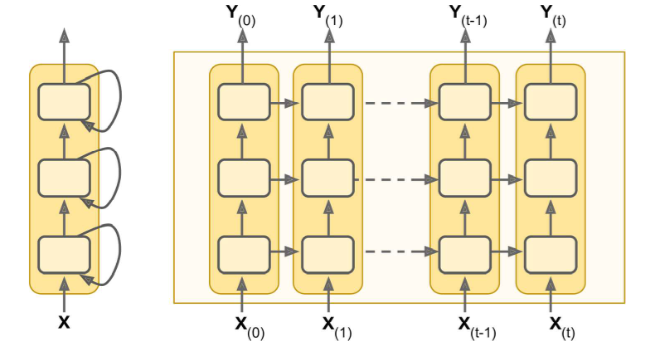 Y(0) Y(1) Y(t-1) Y(t)
X X(0) X(1) X(t-1) X(t)